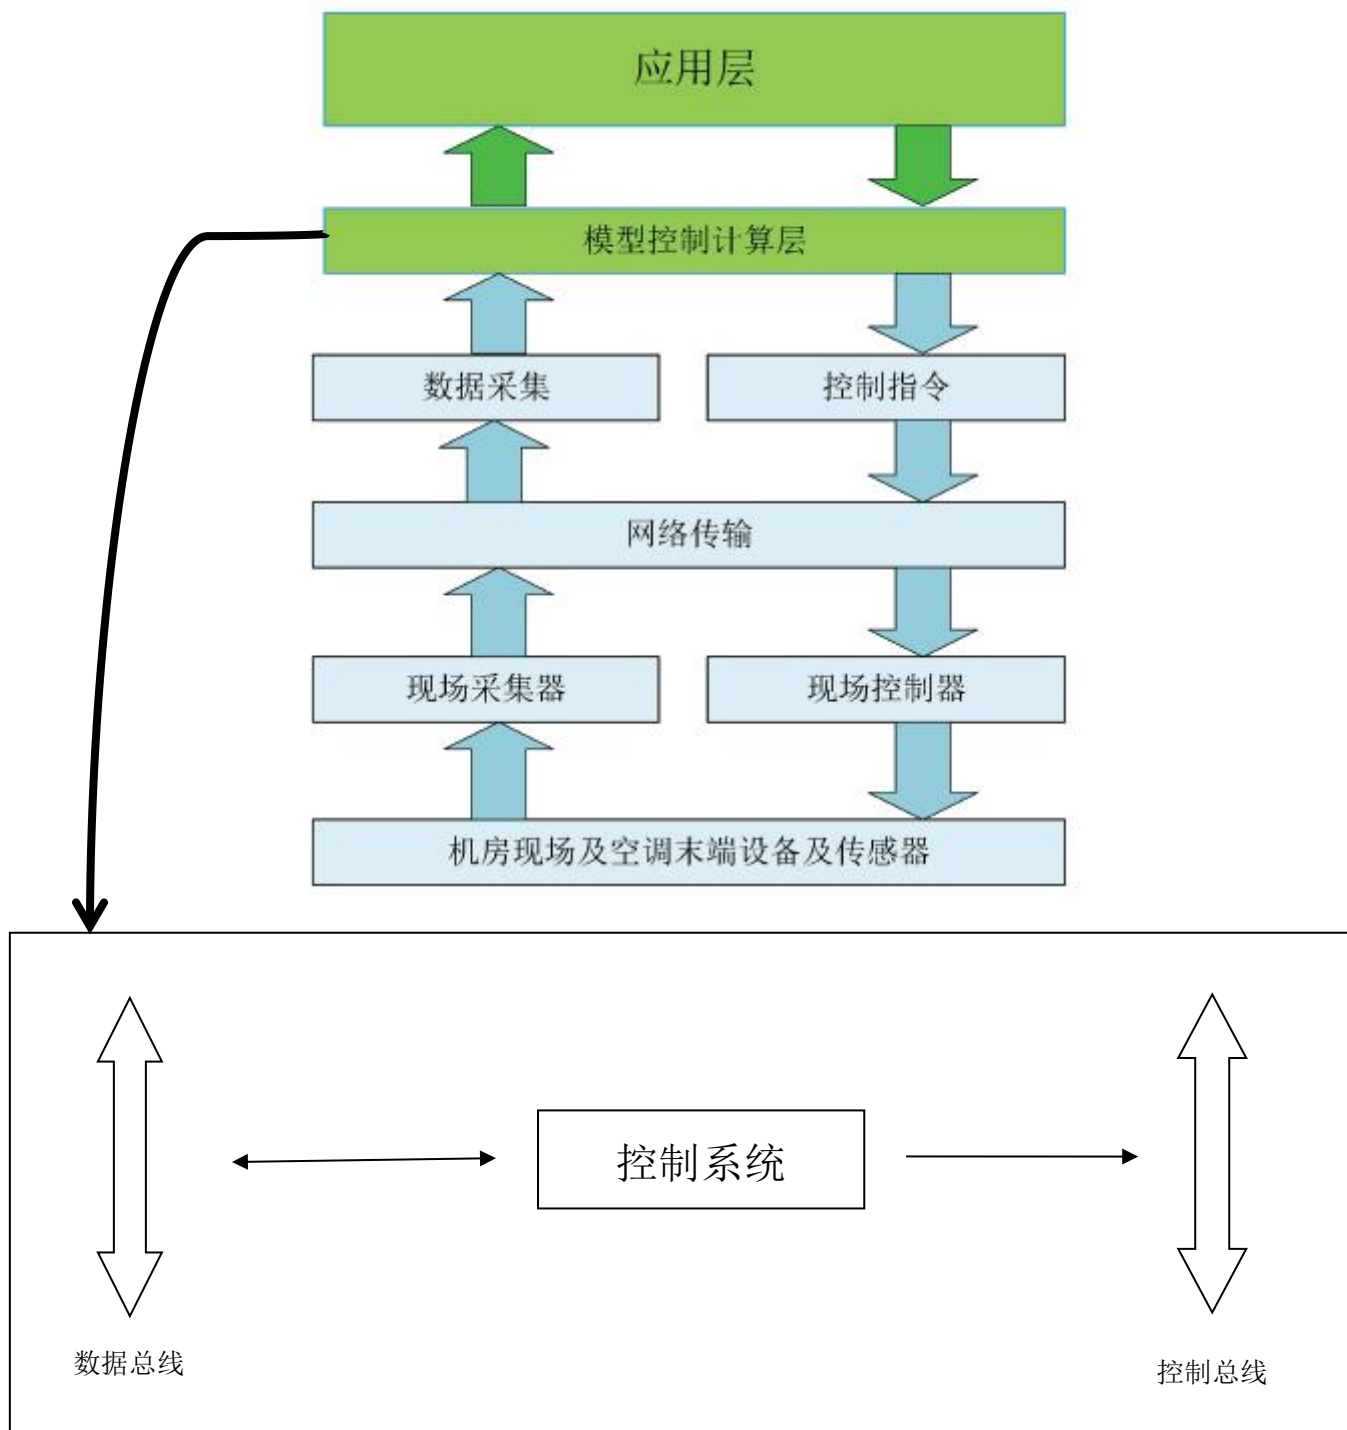 应用层
模型控制计算层
数据采集
控制指令
网络传输
现场采集器
现场控制器
机房现场及空调末端设备及传感器
控制系统
数据总线
控制总线